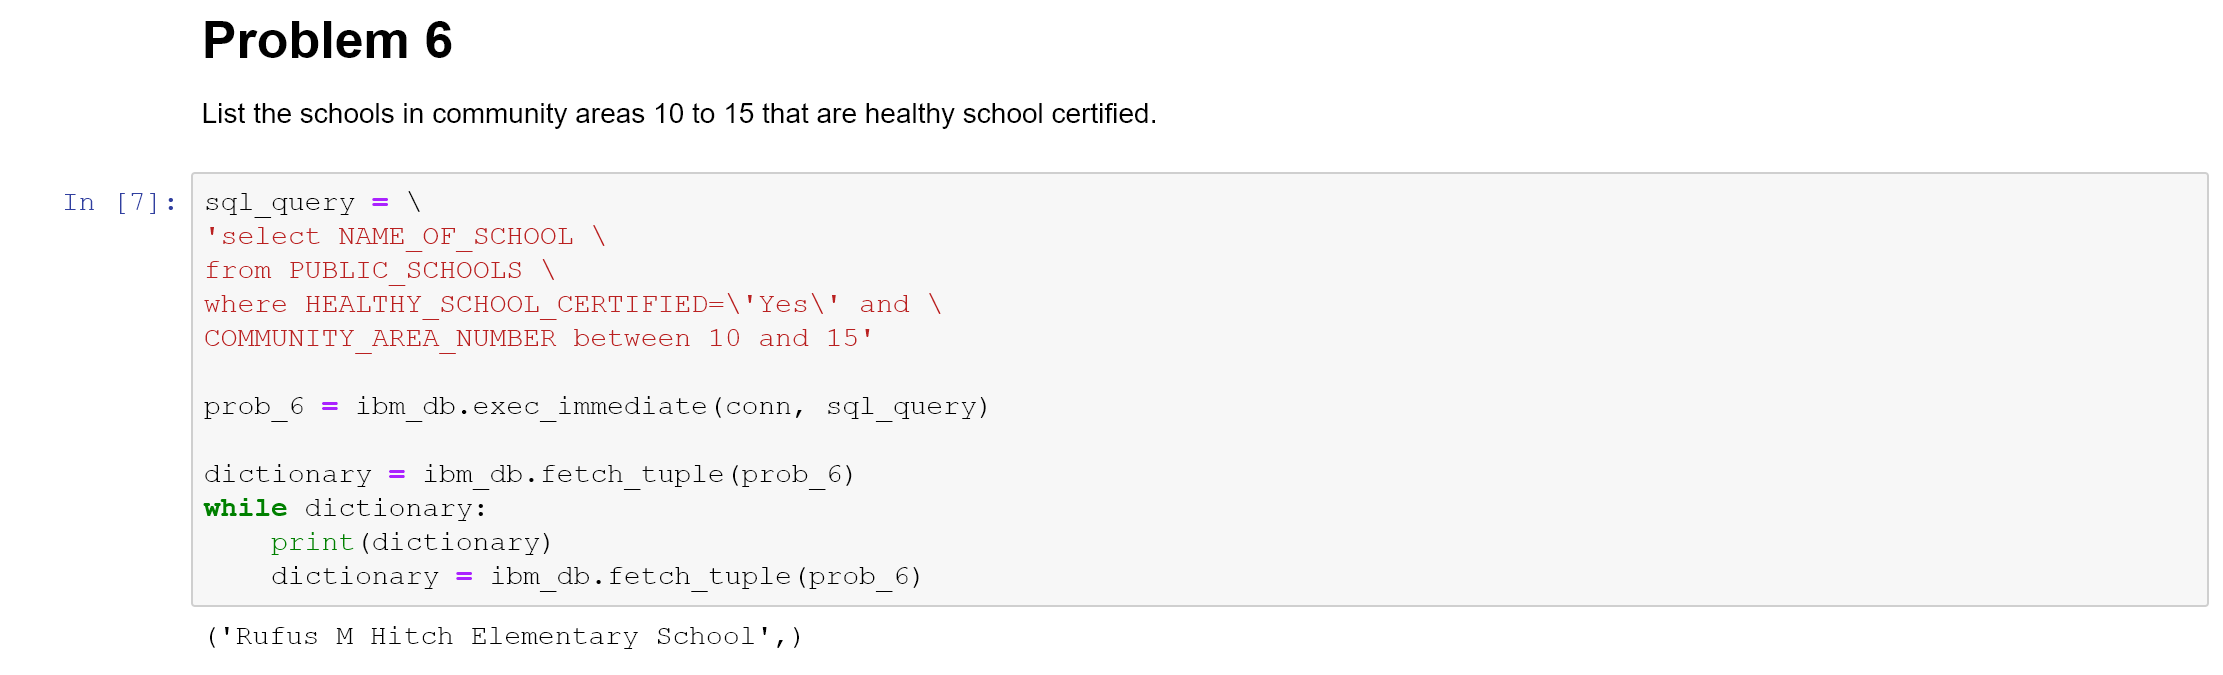 Problem 6
List the schools in community areas 10 to 15 that are healthy school certified.
In [7]: sql_query = \
'select NAME_OF_SCHOOL \
from PUBLIC_SCHOOLS \
where HEALTHY_SCHOOL_CERTIFIED=\'Yes\' and \
COMMUNITY_AREA_NUMBER between 10 and 15'

prob_6 = ibm_db.exec_immediate(conn, sql_query)

dictionary = ibm_db.fetch_tuple(prob_6)
while dictionary:
    print(dictionary)
    dictionary = ibm_db.fetch_tuple(prob_6)
('Rufus M Hitch Elementary School',)